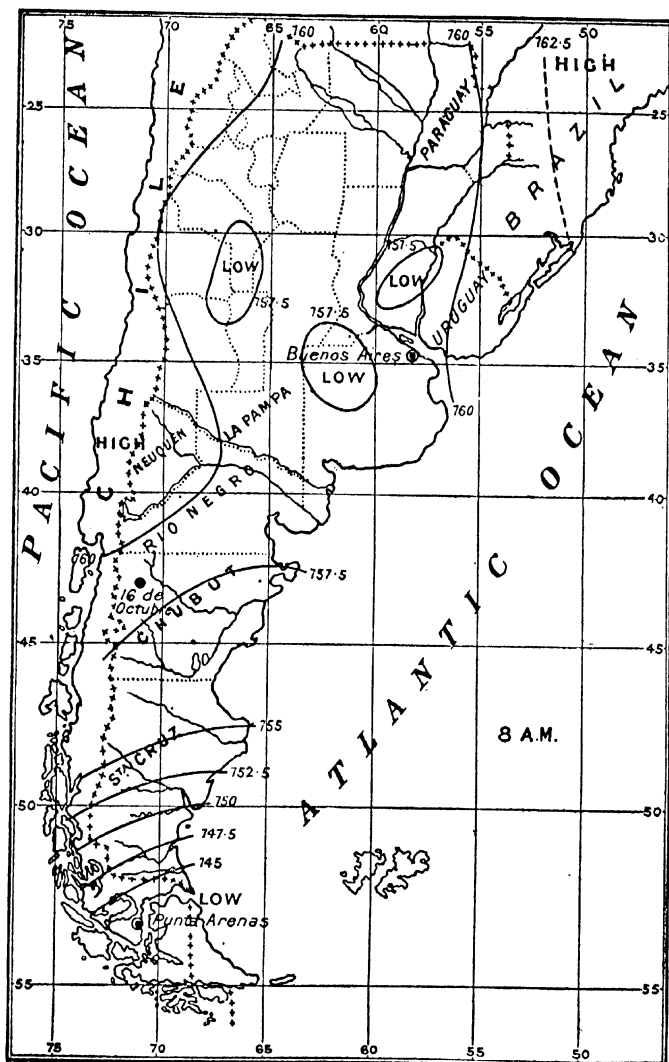 75 70 65 60 55 50
760 760 762.5
HIGH
25 25
PACIFIC OCEAN
CHILE
PARAGUAY
BRAZIL
30 30
757.5
LOW
LOW
757.5
757.5
URUGUAY
35 35
Buenos Aires
LOW
760
LA PAMPA
HIGH
NEUQUEN
40 40
RIO NEGRO
ATLANTIC OCEAN
760
757.5
16 de
Octubre
CHUBUT
45 45
755
8 A.M.
Sta CRUZ
752.5
50 50
750
747.5
745
LOW
Punta Arenas
55 55
75 70 65 60 55 50